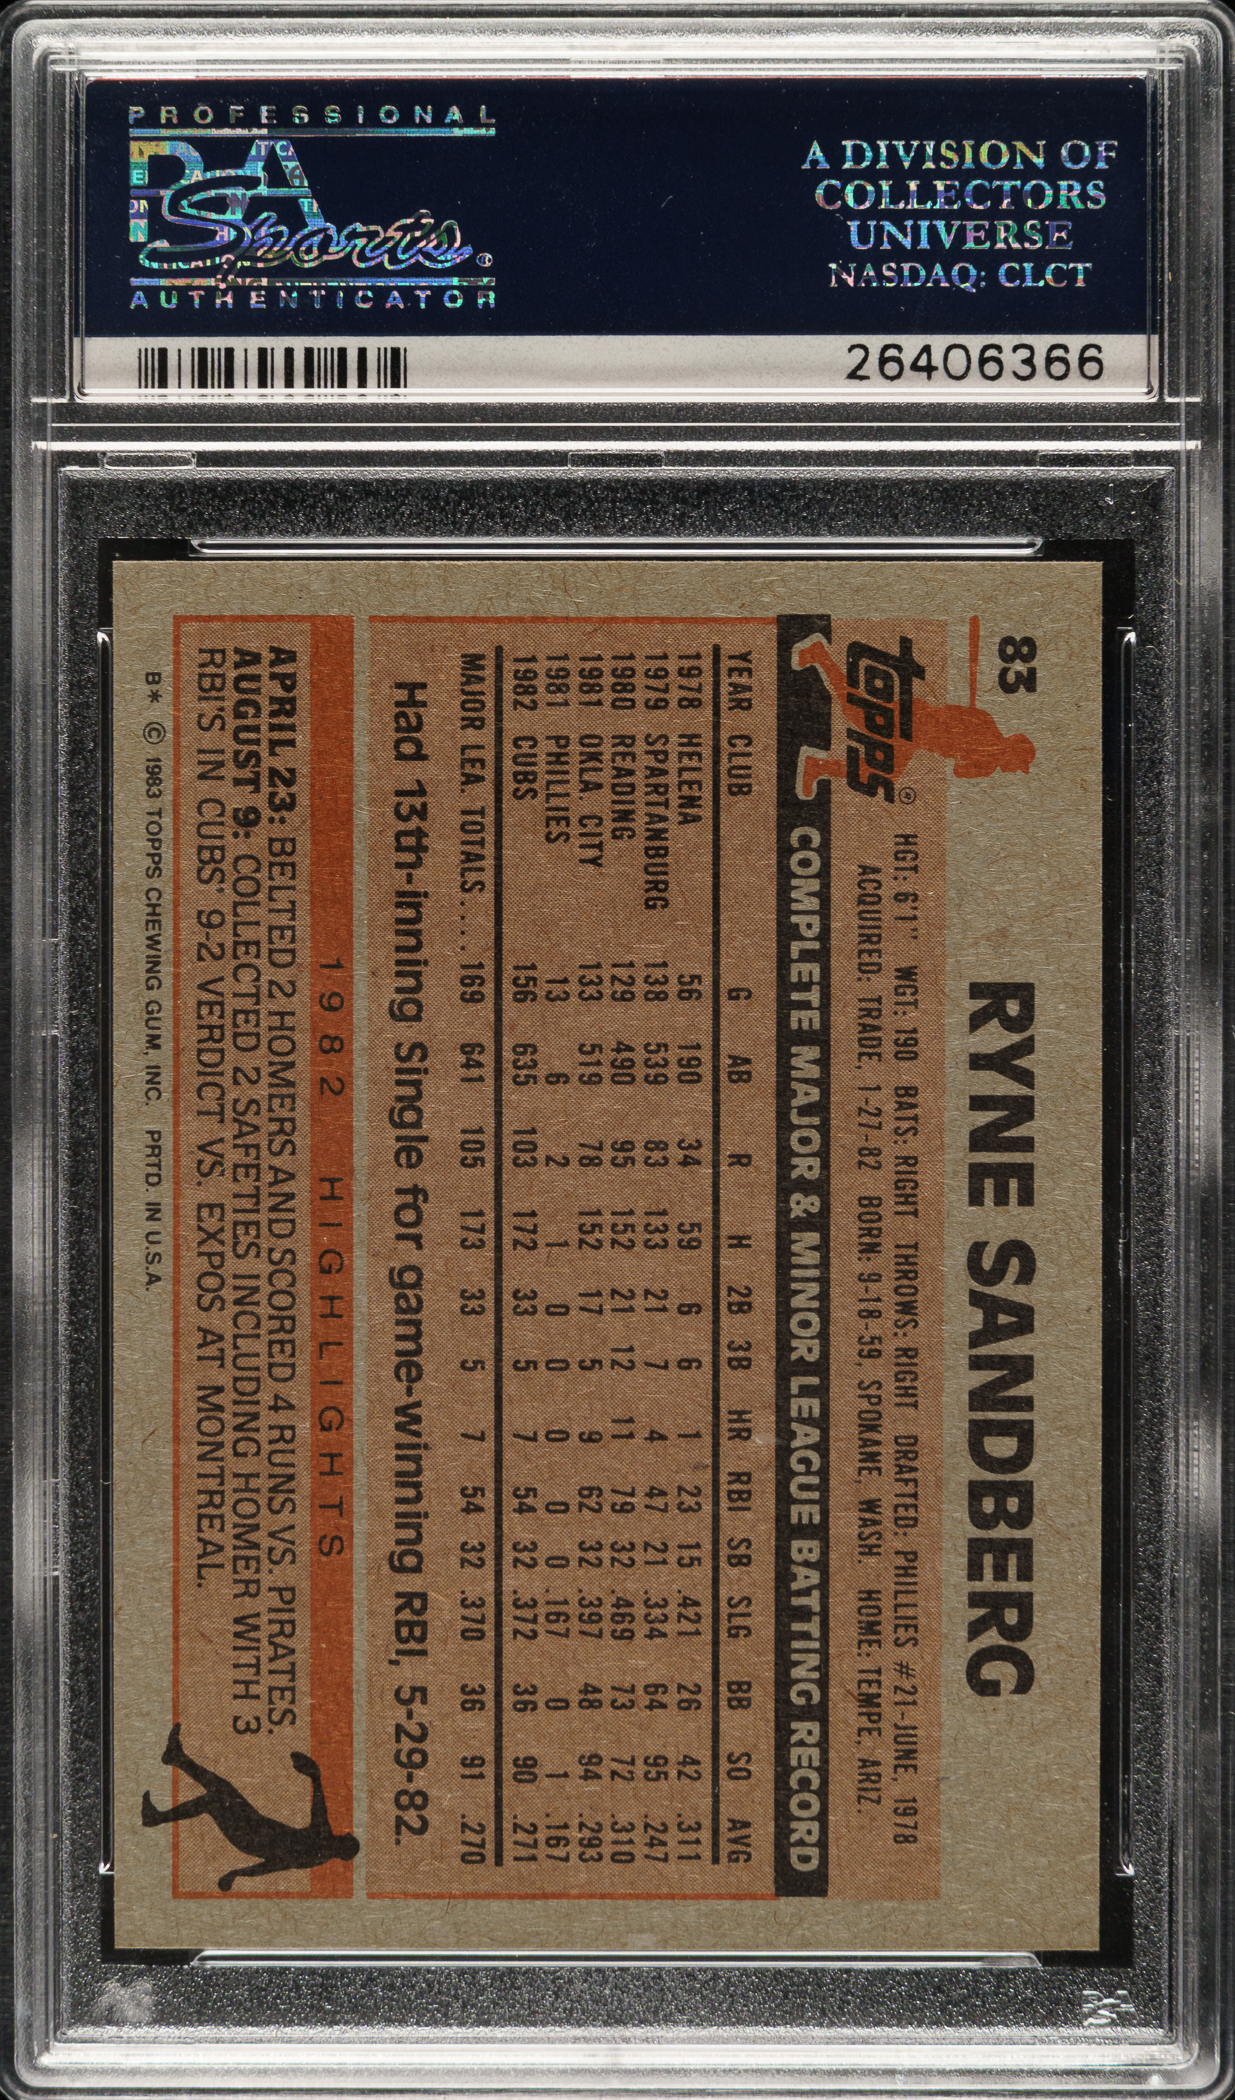 PROFESSIONAL
PSA
Sports
AUTHENTICATOR
A DIVISION OF
COLLECTORS
UNIVERSE
NASDAQ: CLCT
26406366
83
RYNE SANDBERG
Topps®
HGT: 6'1" WGT: 190 BATS: RIGHT THROWS: RIGHT DRAFTED: PHILLIES #21-JUNE, 1978
ACQUIRED: TRADE, 1-27-82 BORN: 9-18-59, SPOKANE, WASH. HOME: TEMPE, ARIZ.
COMPLETE MAJOR & MINOR LEAGUE BATTING RECORD
YEAR CLUB G AB R H 2B 3B HR RBI SB SLG BB SO AVG
1978 HELENA 56 190 34 59 6 6 1 23 15 .421 26 42 .311
1979 SPARTANBURG 138 539 83 133 21 7 4 47 21 .334 64 95 .247
1980 READING 129 490 95 152 21 12 11 79 32 .469 73 72 .310
1981 OKLA. CITY 133 519 78 152 17 5 9 62 32 .397 48 94 .293
1981 PHILLIES 13 6 2 1 0 0 0 0 0 .167 0 1 .167
1982 CUBS 156 635 103 172 33 5 7 54 32 .372 36 90 .271
MAJOR LEA. TOTALS.... 169 641 105 173 33 5 7 54 32 .370 36 91 .270
Had 13th-inning Single for game-winning RBI, 5-29-82.
1982 HIGHLIGHTS
APRIL 23: BELTED 2 HOMERS AND SCORED 4 RUNS VS. PIRATES.
AUGUST 9: COLLECTED 2 SAFETIES INCLUDING HOMER WITH 3
RBI'S IN CUBS' 9-2 VERDICT VS. EXPOS AT MONTREAL.
B* © 1983 TOPPS CHEWING GUM, INC. PRTD. IN U.S.A.